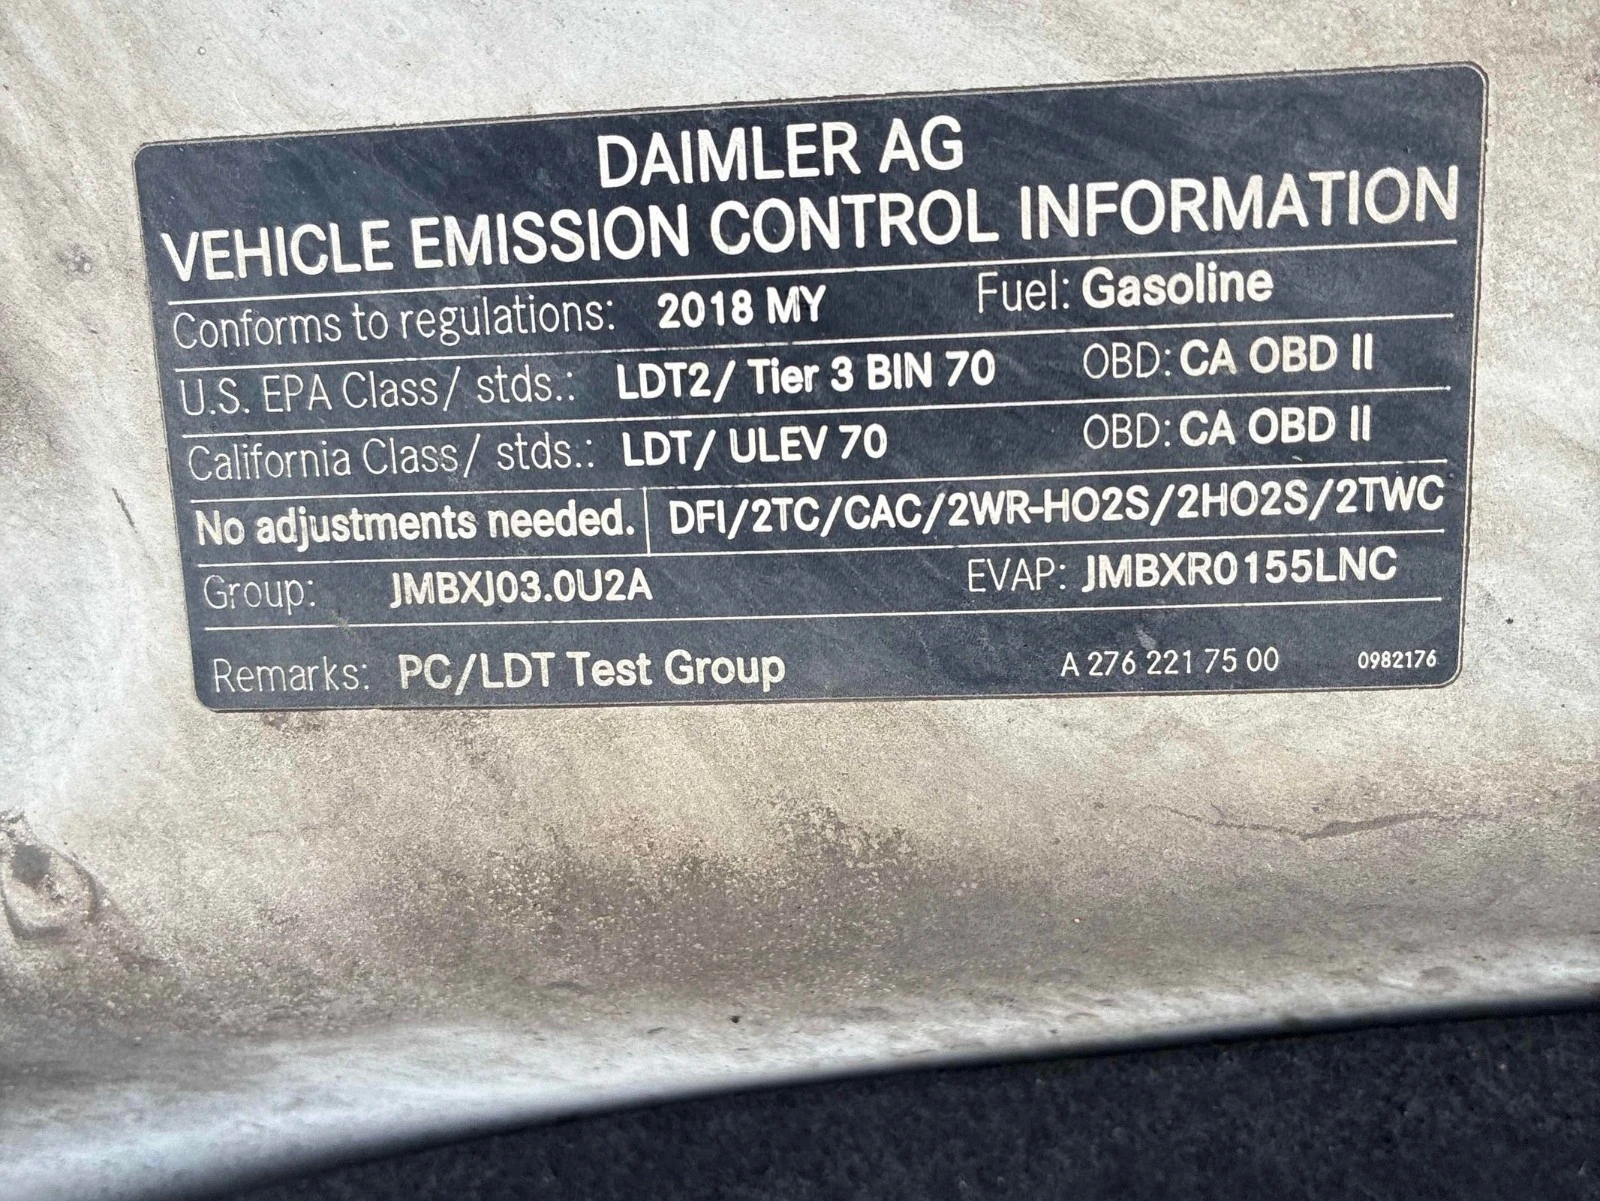 DAIMLER AG
VEHICLE EMISSION CONTROL INFORMATION
Conforms to regulations: 2018 MY Fuel: Gasoline
U.S. EPA Class/ stds.: LDT2/ Tier 3 BIN 70 OBD: CA OBD II
California Class/ stds.: LDT/ ULEV 70 OBD: CA OBD II
No adjustments needed. DFI/2TC/CAC/2WR-HO2S/2HO2S/2TWC
Group: JMBXJ03.0U2A EVAP: JMBXR0155LNC
Remarks: PC/LDT Test Group A 276 221 75 00 0982176